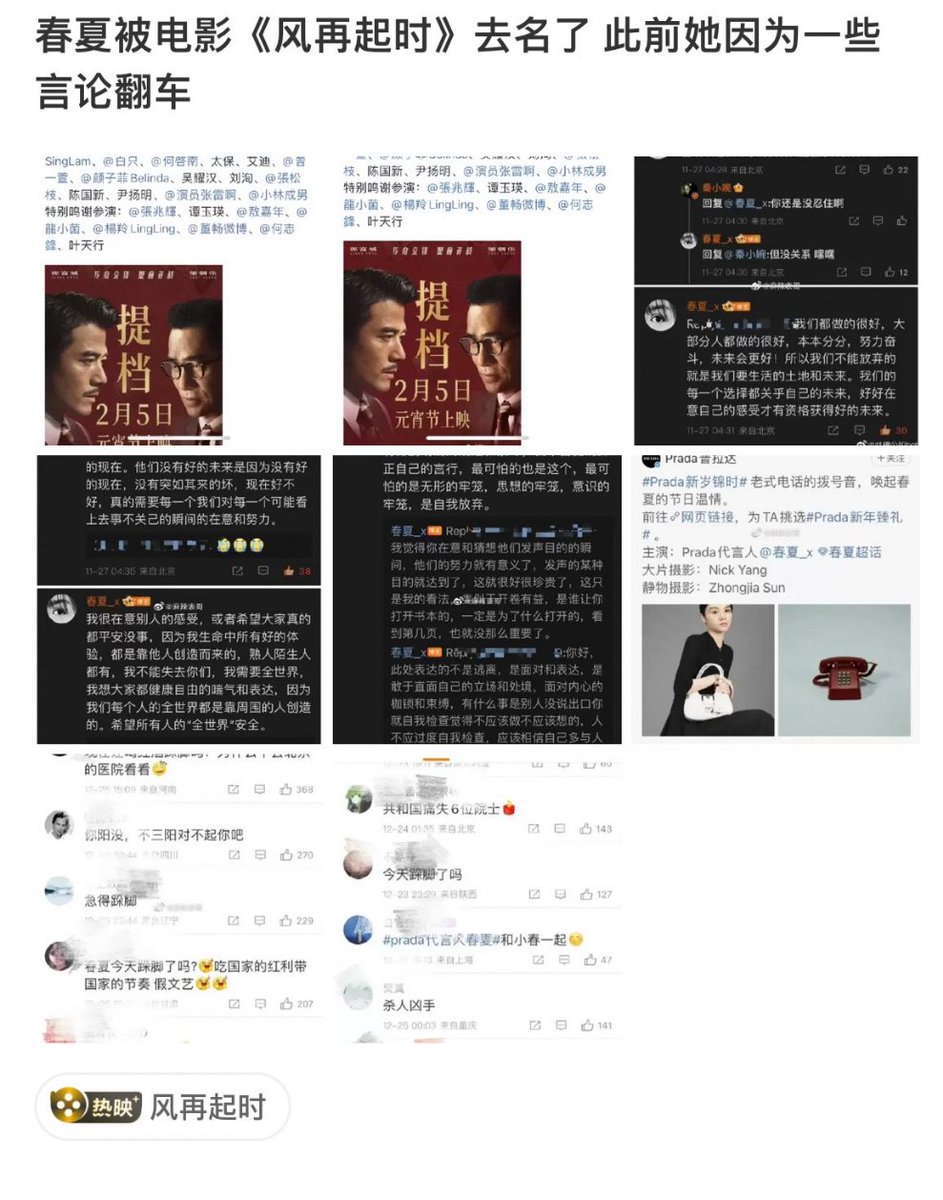 春夏被电影《风再起时》去名了 此前她因为一些
言论翻车
SingLam、@白只、@何啓南、太保、艾迪、@曾
一萱、@颜子菲Belinda、吴耀汉、刘洵、@張松
枝、陈国新、尹扬明、@演员张雷啊、@小林成男
特别鸣谢参演：@張兆輝、谭玉瑛、@敖嘉年、@
龍小菌、@楊羚LingLing、@董畅微博、@何志
鋒、叶天行
提档
2月5日
元宵节上映
枝、陈国新、尹扬明、@演员张雷啊、@小林成男
特别鸣谢参演：@張兆輝、谭玉瑛、@敖嘉年、@
龍小菌、@楊羚LingLing、@董畅微博、@何志
鋒、叶天行
提档
2月5日
元宵节上映
11-27 04:28 来自北京 22
秦小婉
回复@春夏_x:你还是没忍住啊
11-27 04:30 来自北京
春夏_x
回复@秦小婉:但没关系 嘿嘿
11-27 04:35 来自北京 12
@麻辣表哥
春夏_x
我们都做的很好，大
部分人都做的很好，本本分分，努力奋
斗，未来会更好！所以我们不能放弃的
就是我们要生活的土地和未来。我们的
每一个选择都关乎自己的未来，好好在
意自己的感受才有资格获得好的未来。
11-27 04:31 来自北京 30
的现在。他们没有好的未来是因为没有好
的现在，没有突如其来的坏，现在好不
好，真的需要每一个我们对每一个可能看
上去事不关己的瞬间的在意和努力。
11-27 04:35 来自北京 38
春夏_x
@麻辣表哥
我很在意别人的感受，或者希望大家真的
都平安没事，因为我生命中所有好的体
验，都是靠他人创造而来的，熟人陌生人
都有，我不能失去你们，我需要全世界，
我想大家都健康自由的喘气和表达，因为
我们每个人的全世界都是靠周围的人创造
的。希望所有人的“全世界”安全。
正自己的言行，最可怕的也是这个，最可
怕的是无形的牢笼，思想的牢笼，意识的
牢笼，是自我放弃。
春夏_x
我觉得你在意和猜想他们发声目的的瞬
间，他们的努力就有意义了，发声的某种
目的就达到了，这就很好很珍贵了，这只
是我的看法。类似于开卷有益，是谁让你
打开书本的，一定是为了什么打开的，看
到第几页，也就没那么重要了。
春夏_x
你好，
此处表达的不是逃离，是面对和表达，是
敢于直面自己的立场和处境，面对内心的
枷锁和束缚，有什么事是别人没说出口你
就自我检查觉得不应该做不应该想的，人
不应过度自我检查，应该相信自己多与人
Prada普拉达
+关注
#Prada新岁锦时# 老式电话的拨号音，唤起春
夏的节日温情。
前往网页链接，为TA挑选#Prada新年臻礼
#。
主演：Prada代言人@春夏_x 春夏超话
大片摄影：Nick Yang
静物摄影：Zhongjia Sun
的医院看看
12-25 15:09 来自河南 368
你阳没，不三阳对不起你吧
270
急得跺脚
229
春夏今天跺脚了吗?吃国家的红利带
国家的节奏 假文艺
207
共和国痛失6位院士
12-24 01:35 来自北京 143
今天跺脚了吗
12-23 23:29 来自陕西 127
#prada代言人春夏#和小春一起
47
杀人凶手
12-25 00:03 来自重庆 141
热映 风再起时